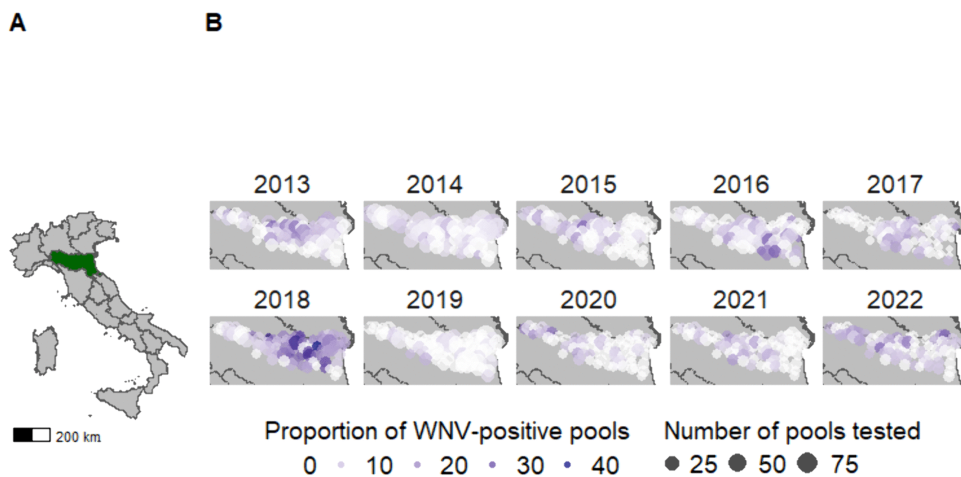 A
B
2013 2014 2015 2016 2017
2018 2019 2020 2021 2022
200 km
Proportion of WNV-positive pools
0 10 20 30 40
Number of pools tested
25 50 75